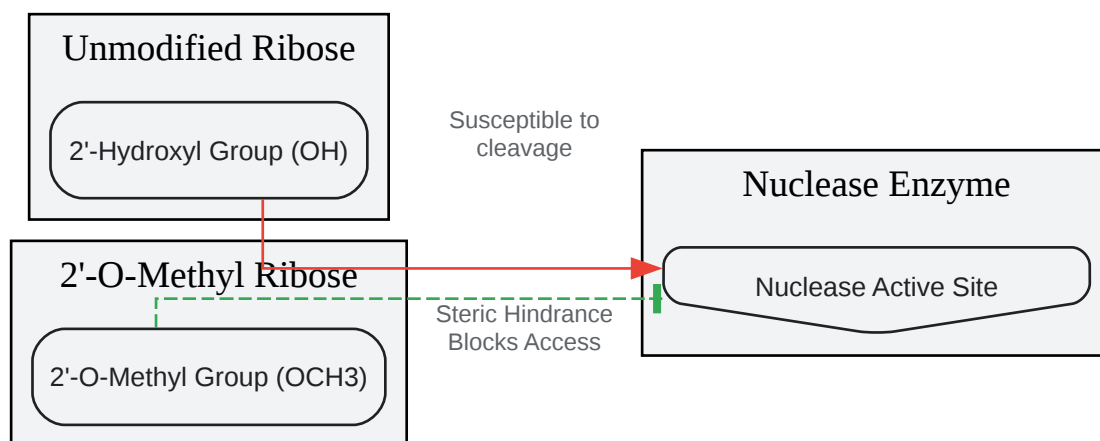 Unmodified Ribose
2'-Hydroxyl Group (OH)
Susceptible to
cleavage
Nuclease Enzyme
Nuclease Active Site
2'-O-Methyl Ribose
Steric Hindrance
Blocks Access
2'-O-Methyl Group (OCH3)